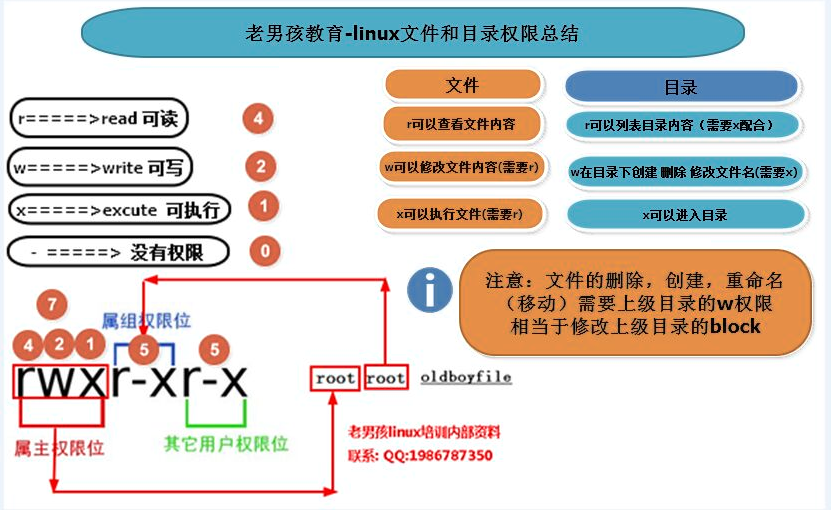 老男孩教育-linux文件和目录权限总结
文件
目录
r=====>read 可读
4
r可以查看文件内容
r可以列表目录内容（需要x配合）
w=====>write 可写
2
w可以修改文件内容(需要r)
w在目录下创建 删除 修改文件名(需要x)
x=====>excute 可执行
1
x可以执行文件(需要r)
x可以进入目录
- =====> 没有权限
0
注意：文件的删除，创建，重命名
（移动）需要上级目录的w权限
相当于修改上级目录的block
7
属组权限位
4 2 1 5 5
rwxr-xr-x
root root oldboyfile
属主权限位
其它用户权限位
老男孩linux培训内部资料
联系: QQ:1986787350